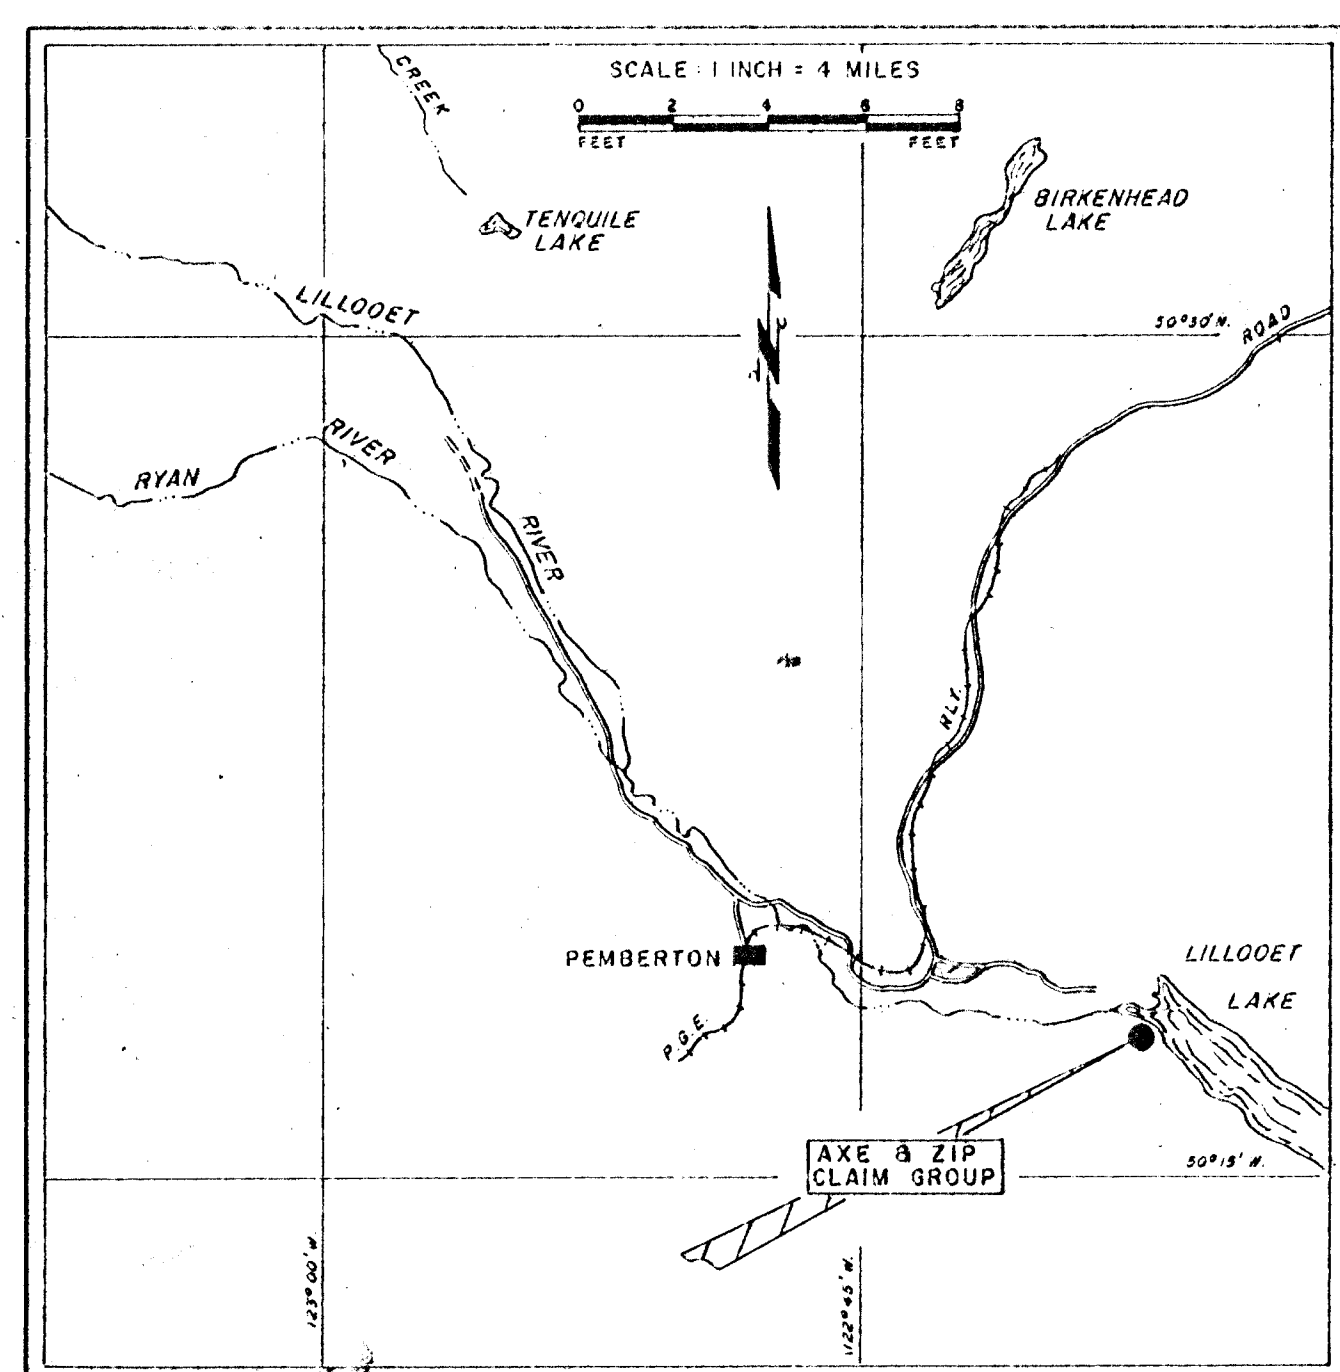 SCALE : 1 INCH = 4 MILES
0 2 4 6 8
FEET FEET
CREEK
TENQUILE
LAKE
BIRKENHEAD
LAKE
LILLOOET
50°30' N.
ROAD
N
RIVER
RYAN
RIVER
RLY.
PEMBERTON
LILLOOET
LAKE
P.G.E.
AXE & ZIP
CLAIM GROUP
50°15' N.
123°00' W
122°45' W.